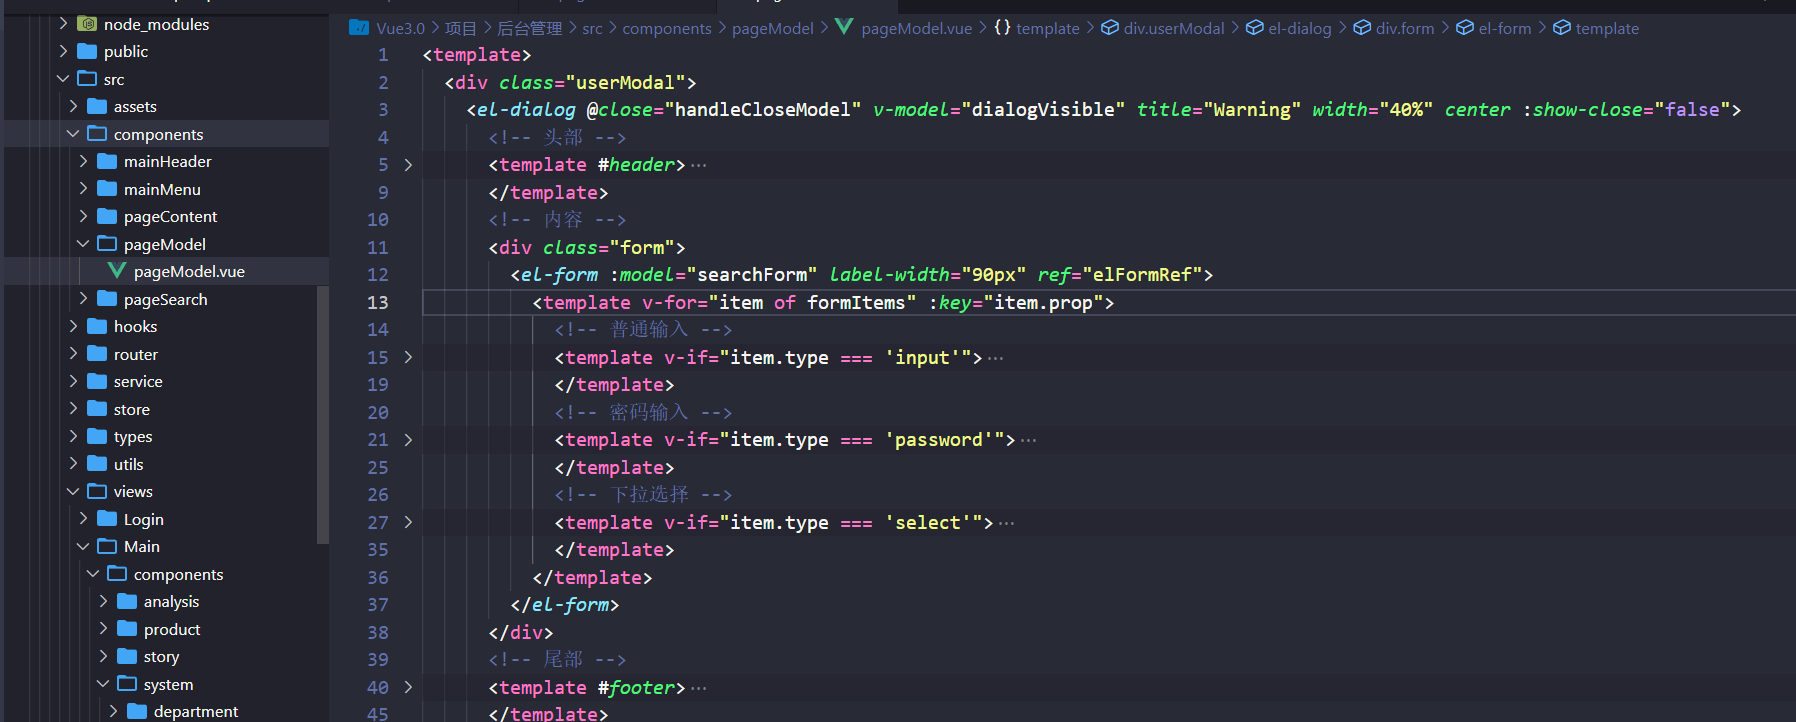 node_modules
public
src
assets
components
mainHeader
mainMenu
pageContent
pageModel
pageModel.vue
pageSearch
hooks
router
service
store
types
utils
views
Login
Main
components
analysis
product
story
system
department
Vue3.0 > 项目 > 后台管理 > src > components > pageModel > pageModel.vue > {} template > div.userModal > el-dialog > div.form > el-form > template
1 <template>
2 <div class="userModal">
3 <el-dialog @close="handleCloseModel" v-model="dialogVisible" title="Warning" width="40%" center :show-close="false">
4 <!-- 头部 -->
5 <template #header>···
9 </template>
10 <!-- 内容 -->
11 <div class="form">
12 <el-form :model="searchForm" label-width="90px" ref="elFormRef">
13 <template v-for="item of formItems" :key="item.prop">
14 <!-- 普通输入 -->
15 <template v-if="item.type === 'input'">···
19 </template>
20 <!-- 密码输入 -->
21 <template v-if="item.type === 'password'">···
25 </template>
26 <!-- 下拉选择 -->
27 <template v-if="item.type === 'select'">···
35 </template>
36 </template>
37 </el-form>
38 </div>
39 <!-- 尾部 -->
40 <template #footer>···
45 </template>